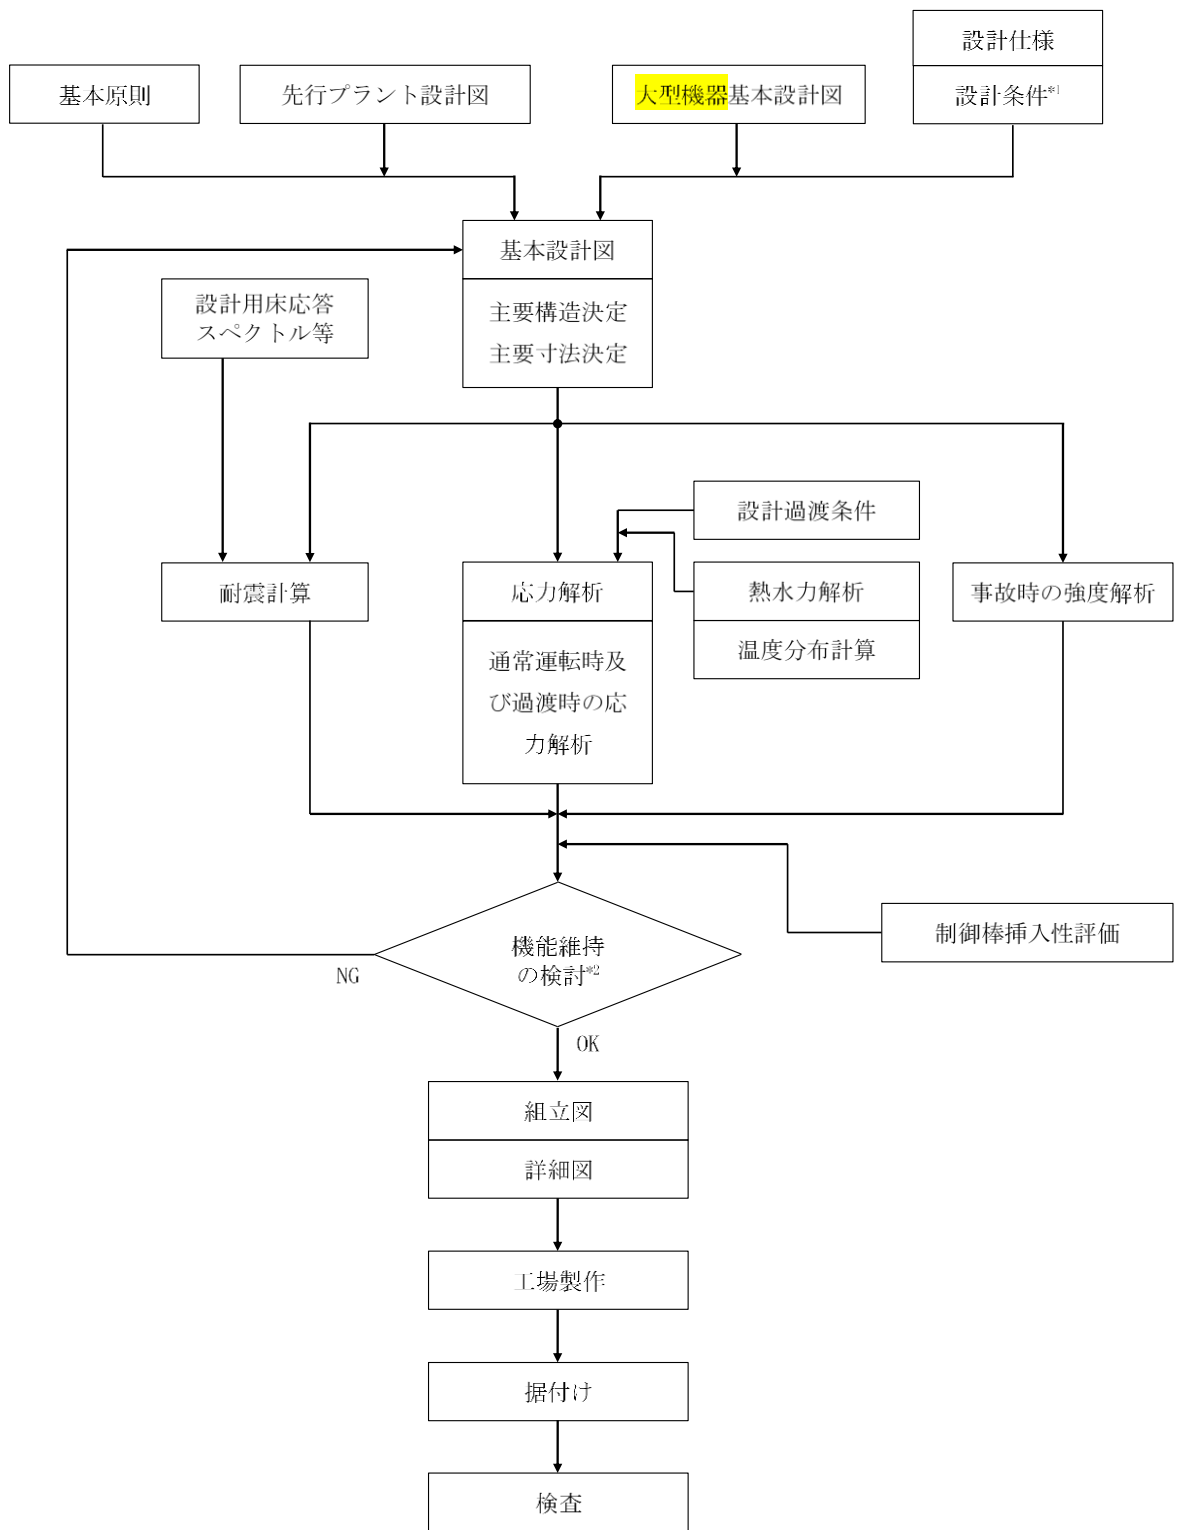 設計仕様
基本原則
先行プラント設計図
大型機器基本設計図
設計条件*1
基本設計図
主要構造決定
主要寸法決定
設計用床応答
スペクトル等
設計過渡条件
耐震計算
応力解析
熱水力解析
事故時の強度解析
温度分布計算
通常運転時及
び過渡時の応
力解析
制御棒挿入性評価
機能維持
の検討*2
NG
OK
組立図
詳細図
工場製作
据付け
検査